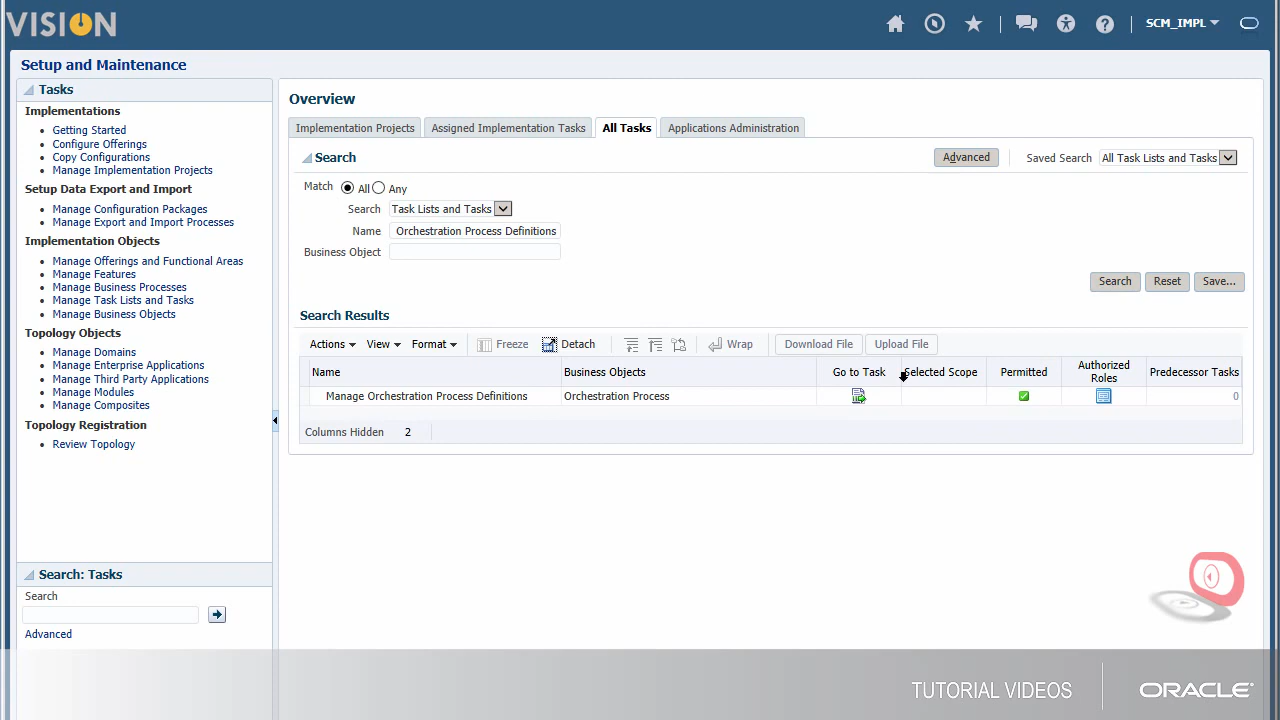 VISION
SCM_IMPL
Setup and Maintenance
Tasks
Implementations
Getting Started
Configure Offerings
Copy Configurations
Manage Implementation Projects
Setup Data Export and Import
Manage Configuration Packages
Manage Export and Import Processes
Implementation Objects
Manage Offerings and Functional Areas
Manage Features
Manage Business Processes
Manage Task Lists and Tasks
Manage Business Objects
Topology Objects
Manage Domains
Manage Enterprise Applications
Manage Third Party Applications
Manage Modules
Manage Composites
Topology Registration
Review Topology
Search: Tasks
Search
Advanced
Overview
Implementation Projects Assigned Implementation Tasks All Tasks Applications Administration
Search Advanced Saved Search All Task Lists and Tasks
Match All Any
Search Task Lists and Tasks
Name Orchestration Process Definitions
Business Object
Search Reset Save...
Search Results
Actions View Format Freeze Detach Wrap Download File Upload File
Name Business Objects Go to Task Selected Scope Permitted Authorized Roles Predecessor Tasks
Manage Orchestration Process Definitions Orchestration Process 0
Columns Hidden 2
TUTORIAL VIDEOS ORACLE®